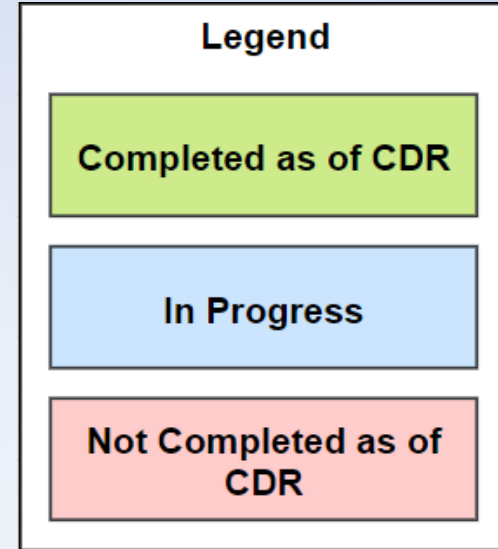 Legend
Completed as of CDR
In Progress
Not Completed as of
CDR